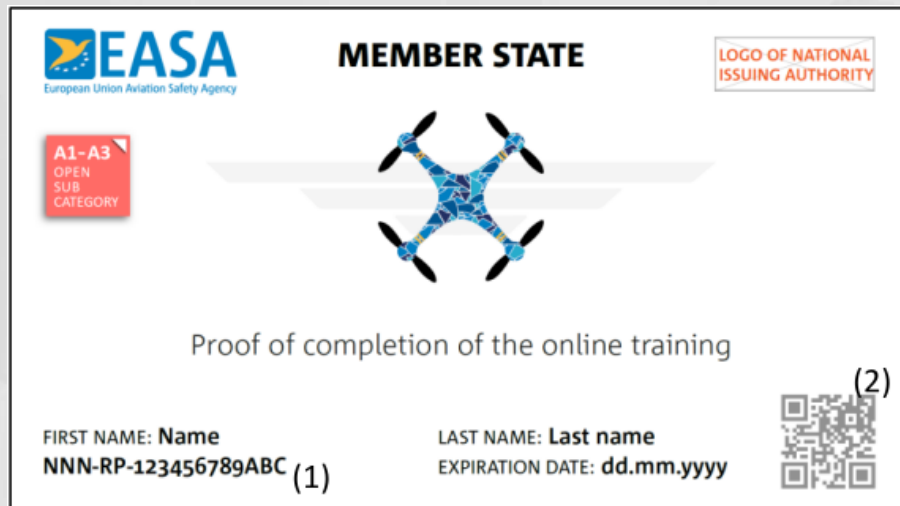 EASA
European Union Aviation Safety Agency
MEMBER STATE
LOGO OF NATIONAL
ISSUING AUTHORITY
A1-A3
OPEN
SUB
CATEGORY
Proof of completion of the online training
(2)
FIRST NAME: Name
LAST NAME: Last name
NNN-RP-123456789ABC (1)
EXPIRATION DATE: dd.mm.yyyy